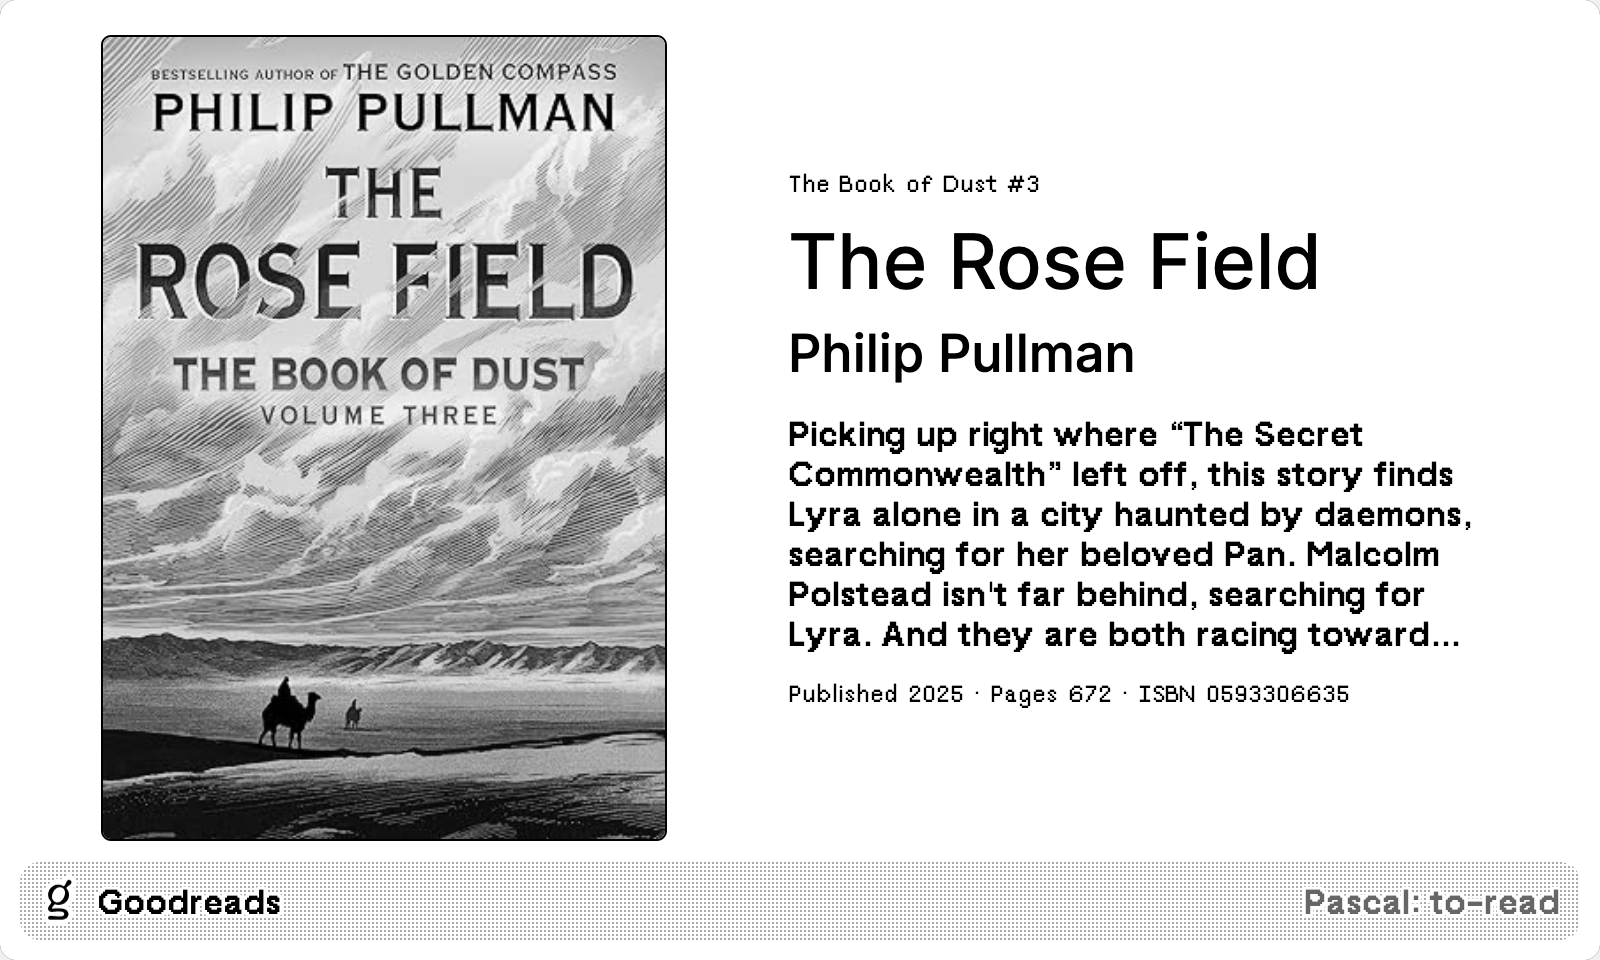 BESTSELLING AUTHOR OF THE GOLDEN COMPASS
PHILIP PULLMAN
THE
ROSE FIELD
THE BOOK OF DUST
VOLUME THREE
The Book of Dust #3
The Rose Field
Philip Pullman
Picking up right where “The Secret
Commonwealth” left off, this story finds
Lyra alone in a city haunted by daemons,
searching for her beloved Pan. Malcolm
Polstead isn't far behind, searching for
Lyra. And they are both racing toward...
Published 2025 · Pages 672 · ISBN 0593306635
g Goodreads
Pascal: to-read